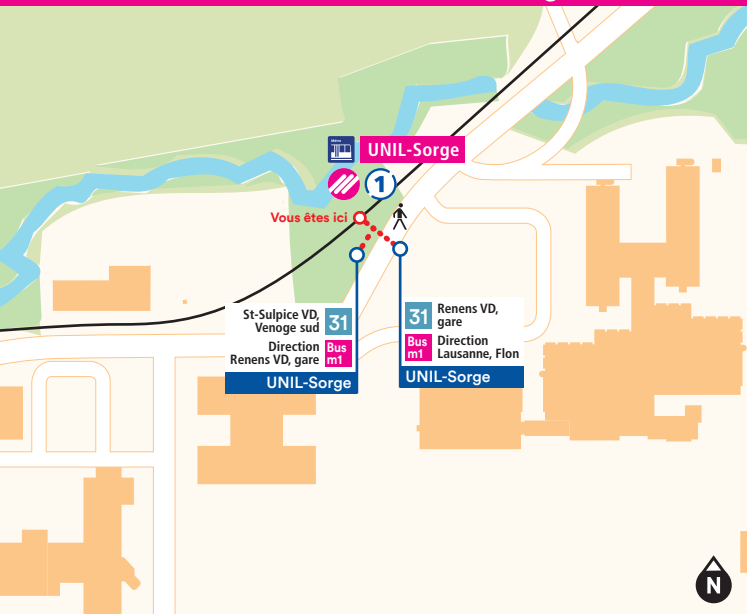 UNIL-Sorge
1
Vous êtes ici
St-Sulpice VD,
Venoge sud
31
Direction
Renens VD, gare
Bus
m1
UNIL-Sorge
31
Renens VD,
gare
Bus
m1
Direction
Lausanne, Flon
UNIL-Sorge
N